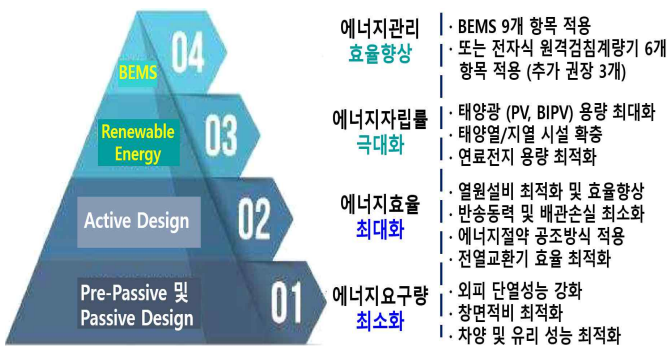 04
BEMS
에너지관리
효율향상
· BEMS 9개 항목 적용
· 또는 전자식 원격검침계량기 6개
항목 적용 (추가 권장 3개)
03
Renewable
Energy
에너지자립률
극대화
· 태양광 (PV, BIPV) 용량 최대화
· 태양열/지열 시설 확충
· 연료전지 용량 최적화
02
Active Design
에너지효율
최대화
· 열원설비 최적화 및 효율향상
· 반송동력 및 배관손실 최소화
· 에너지절약 공조방식 적용
· 전열교환기 효율 최적화
01
Pre-Passive 및
Passive Design
에너지요구량
최소화
· 외피 단열성능 강화
· 창면적비 최적화
· 차양 및 유리 성능 최적화